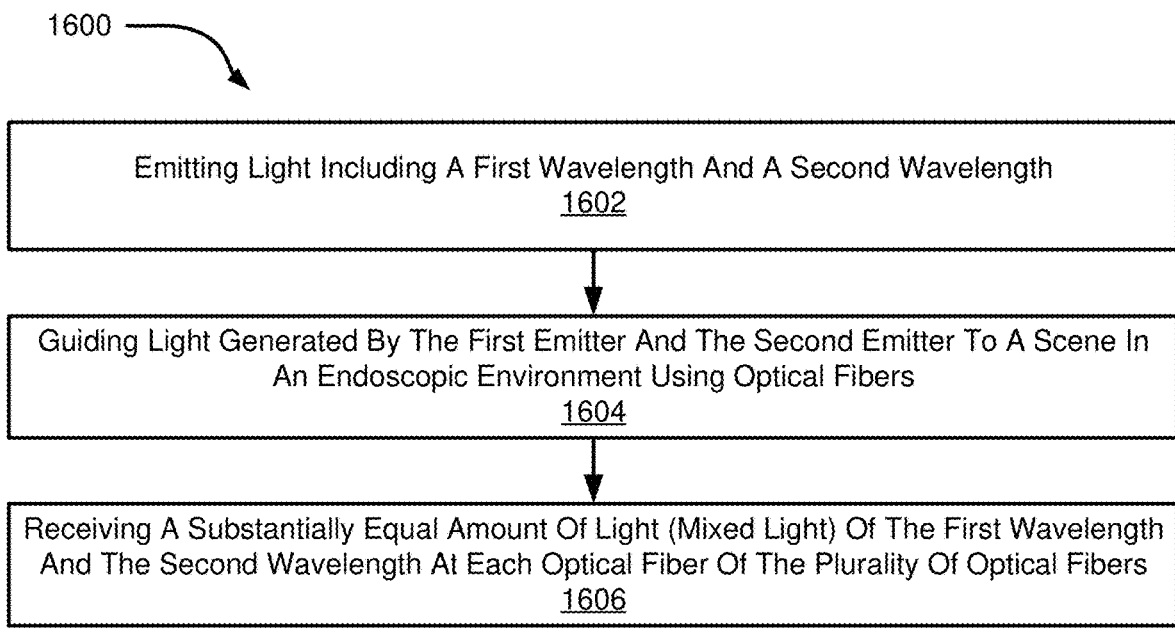 1600
Emitting Light Including A First Wavelength And A Second Wavelength
1602
Guiding Light Generated By The First Emitter And The Second Emitter To A Scene In
An Endoscopic Environment Using Optical Fibers
1604
Receiving A Substantially Equal Amount Of Light (Mixed Light) Of The First Wavelength
And The Second Wavelength At Each Optical Fiber Of The Plurality Of Optical Fibers
1606